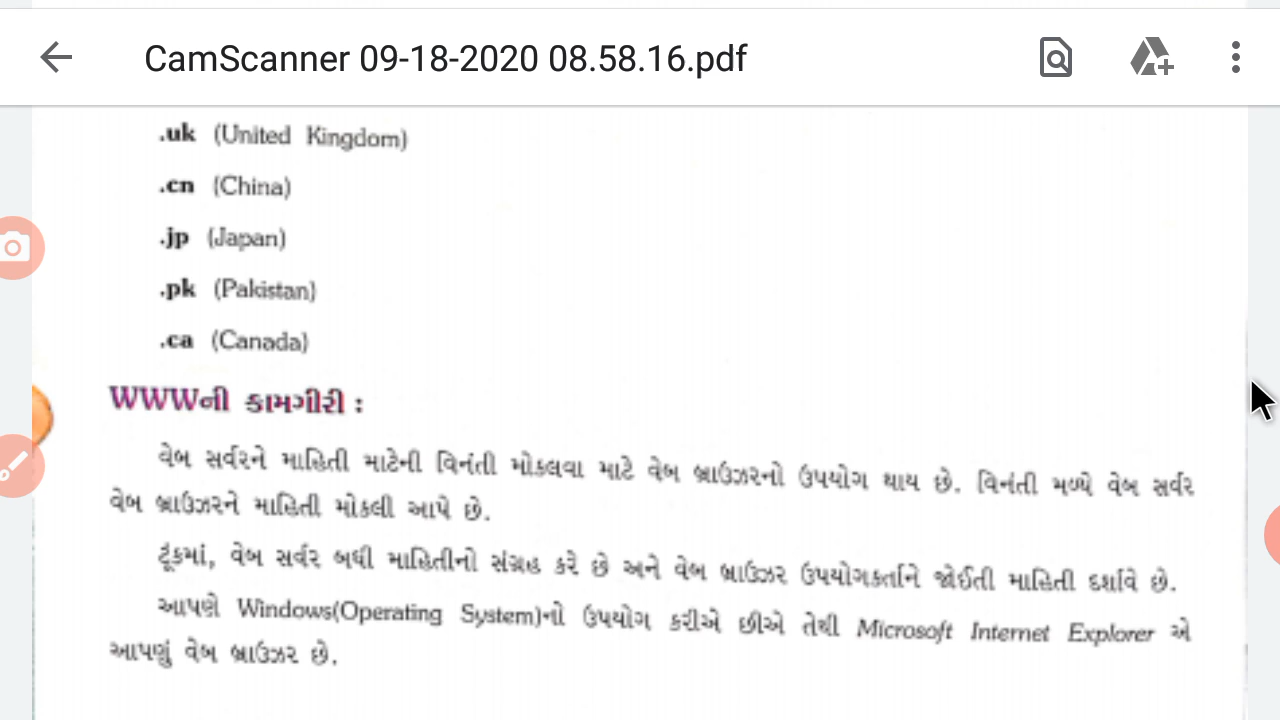 CamScanner 09-18-2020 08.58.16.pdf
.uk (United Kingdom)
.cn (China)
.jp (Japan)
.pk (Pakistan)
.ca (Canada)
WWWની કામગીરી :
વેબ સર્વરને માહિતી માટેની વિનંતી મોકલવા માટે વેબ બ્રાઉઝરનો ઉપયોગ થાય છે. વિનંતી મળ્યે વેબ સર્વર
વેબ બ્રાઉઝરને માહિતી મોકલી આપે છે.
ટૂંકમાં, વેબ સર્વર બધી માહિતીનો સંગ્રહ કરે છે અને વેબ બ્રાઉઝર ઉપયોગકર્તાને જોઈતી માહિતી દર્શાવે છે.
આપણે Windows(Operating System)નો ઉપયોગ કરીએ છીએ તેથી Microsoft Internet Explorer એ
આપણું વેબ બ્રાઉઝર છે.